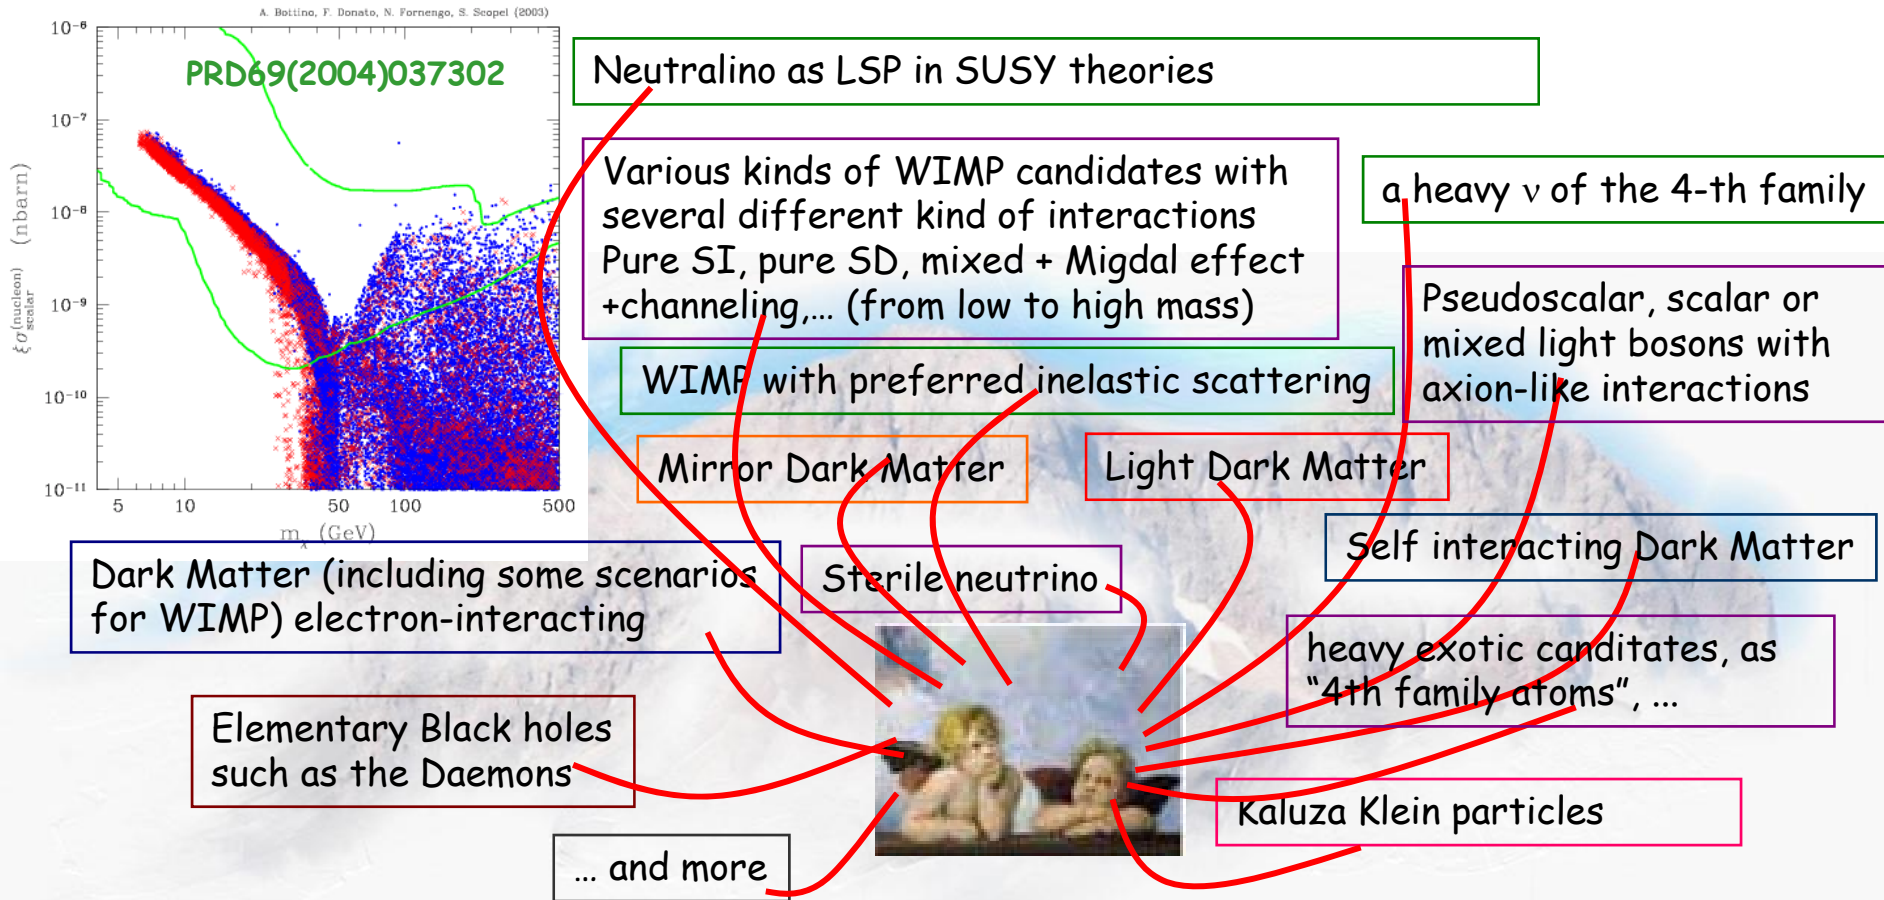 A. Bottino, F. Donato, N. Fornengo, S. Scopel (2003)
PRD69(2004)037302
10⁻⁶
10⁻⁷
10⁻⁸
10⁻⁹
10⁻¹⁰
10⁻¹¹
ξσ(nucleon)scalar (nbarn)
5 10 50 100 500
mχ (GeV)
Neutralino as LSP in SUSY theories
Various kinds of WIMP candidates with
several different kind of interactions
Pure SI, pure SD, mixed + Migdal effect
+channeling,... (from low to high mass)
a heavy ν of the 4-th family
Pseudoscalar, scalar or
mixed light bosons with
axion-like interactions
WIMP with preferred inelastic scattering
Mirror Dark Matter
Light Dark Matter
Self interacting Dark Matter
Dark Matter (including some scenarios
for WIMP) electron-interacting
Sterile neutrino
heavy exotic canditates, as
“4th family atoms”, ...
Elementary Black holes
such as the Daemons
Kaluza Klein particles
... and more